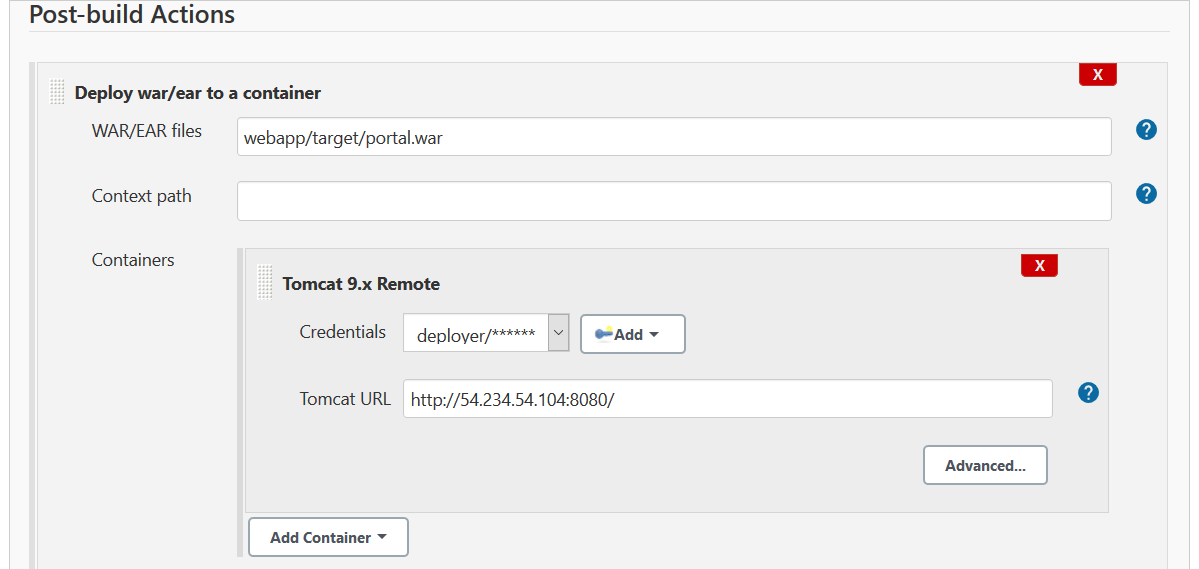 Post-build Actions
X
Deploy war/ear to a container
WAR/EAR files
webapp/target/portal.war
?
Context path
?
Containers
X
Tomcat 9.x Remote
Credentials
deployer/******
Add
Tomcat URL
http://54.234.54.104:8080/
?
Advanced...
Add Container